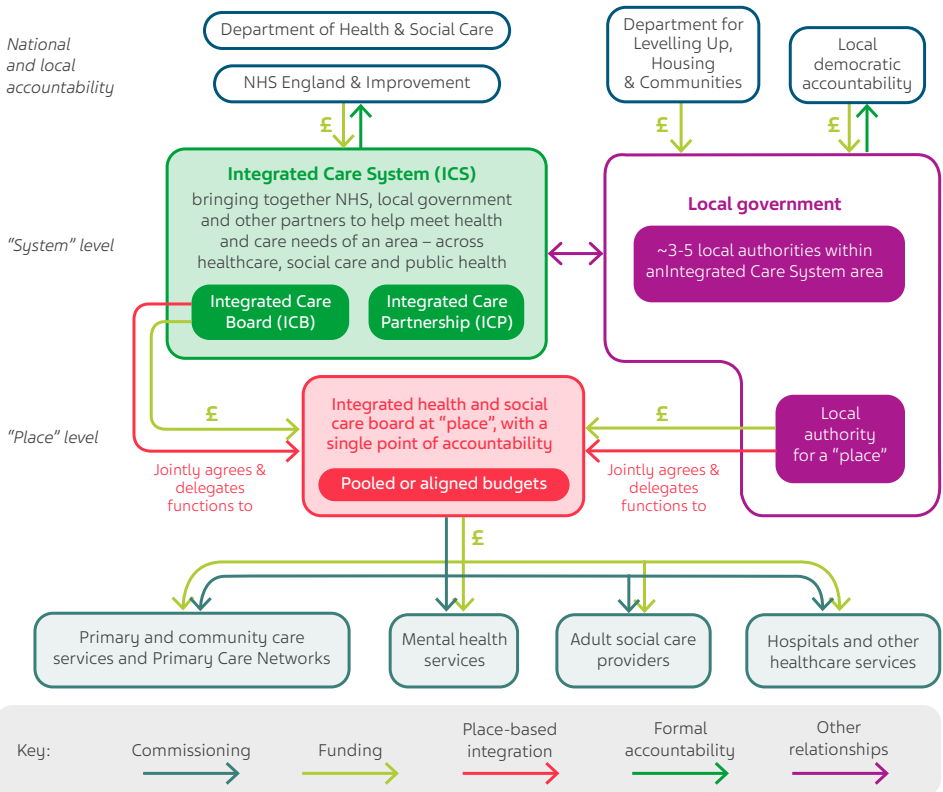 National
and local
accountability
Department of Health & Social Care
NHS England & Improvement
Department for
Levelling Up,
Housing
& Communities
Local
democratic
accountability
£
£
£
"System" level
Integrated Care System (ICS)
bringing together NHS, local government
and other partners to help meet health
and care needs of an area – across
healthcare, social care and public health
Integrated Care
Board (ICB)
Integrated Care
Partnership (ICP)
Local government
~3-5 local authorities within
anIntegrated Care System area
"Place" level
£
Jointly agrees &
delegates
functions to
Integrated health and social
care board at "place", with a
single point of accountability
Pooled or aligned budgets
£
Jointly agrees &
delegates
functions to
Local
authority
for a "place"
£
Primary and community care
services and Primary Care Networks
Mental health
services
Adult social care
providers
Hospitals and other
healthcare services
Key:
Commissioning
Funding
Place-based
integration
Formal
accountability
Other
relationships